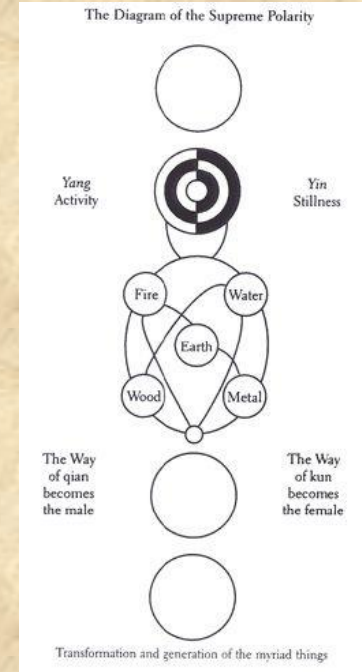 The Diagram of the Supreme Polarity
Yang
Activity
Yin
Stillness
Fire
Water
Earth
Wood
Metal
The Way
of qian
becomes
the male
The Way
of kun
becomes
the female
Transformation and generation of the myriad things